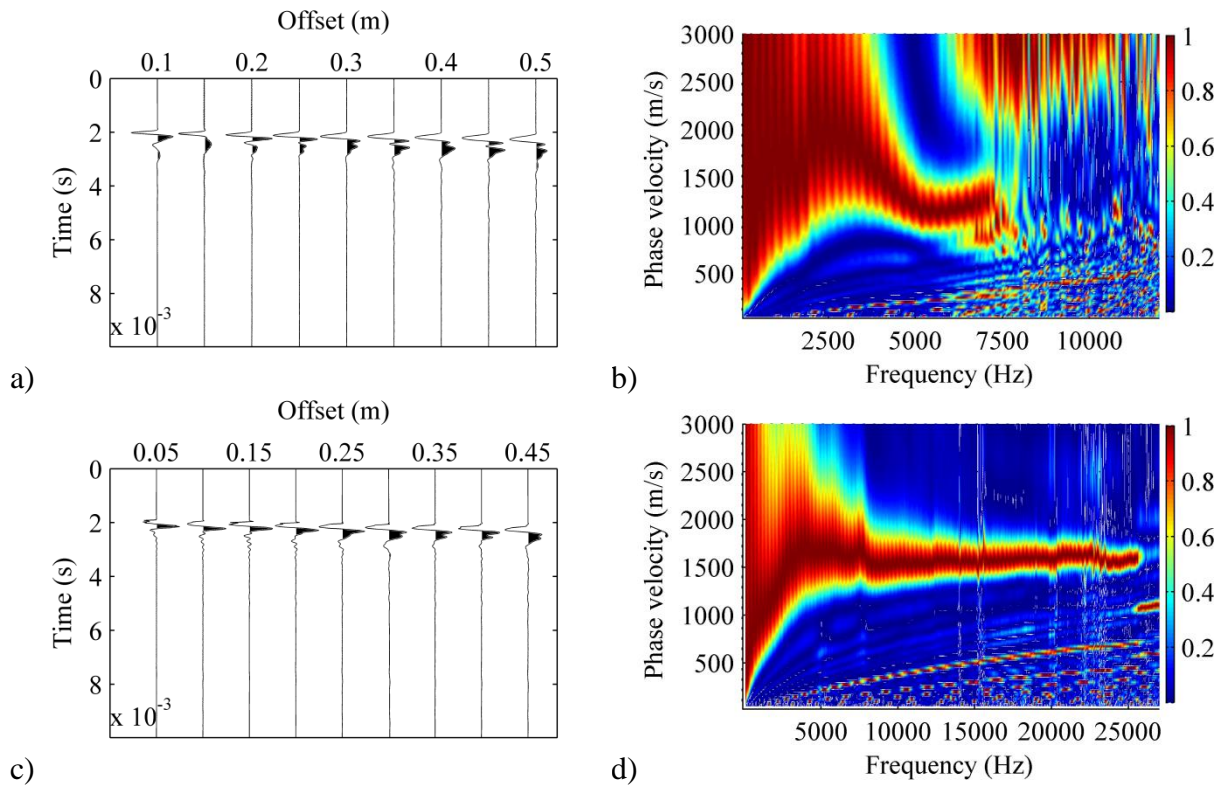 Offset (m)
0.1 0.2 0.3 0.4 0.5
0
2
4
6
8
Time (s)
x 10-3
a)
3000
2500
2000
1500
1000
500
Phase velocity (m/s)
2500 5000 7500 10000
Frequency (Hz)
1
0.8
0.6
0.4
0.2
b)
Offset (m)
0.05 0.15 0.25 0.35 0.45
0
2
4
6
8
Time (s)
x 10-3
c)
3000
2500
2000
1500
1000
500
Phase velocity (m/s)
5000 10000 15000 20000 25000
Frequency (Hz)
1
0.8
0.6
0.4
0.2
d)